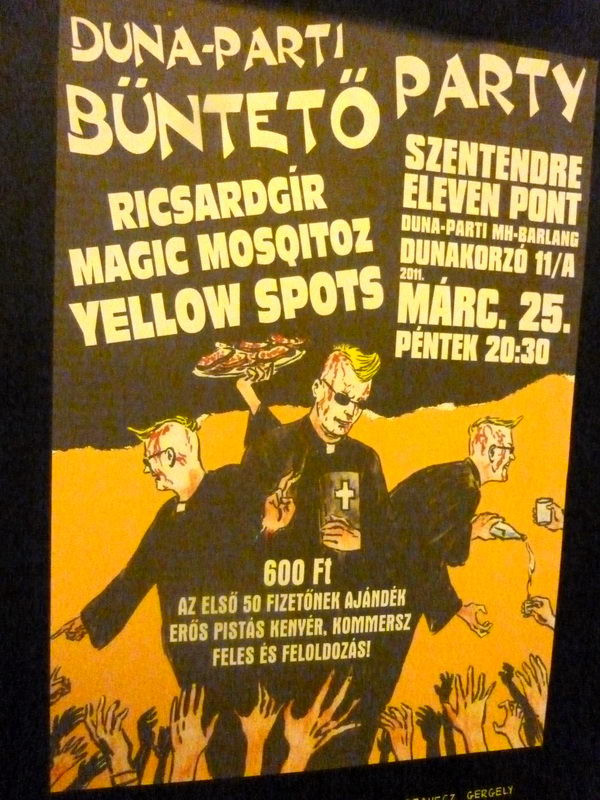 DUNA-PARTI
BŰNTETŐ PARTY
RICSARDGÍR
MAGIC MOSQITOZ
YELLOW SPOTS
SZENTENDRE
ELEVEN PONT
DUNA-PARTI MH-BARLANG
DUNAKORZÓ 11/A
2011.
MÁRC. 25.
PÉNTEK 20:30
600 Ft
AZ ELSŐ 50 FIZETŐNEK AJÁNDÉK
ERŐS PISTÁS KENYÉR, KOMMERSZ
FELES ÉS FELOLDOZÁS!
GERGELY